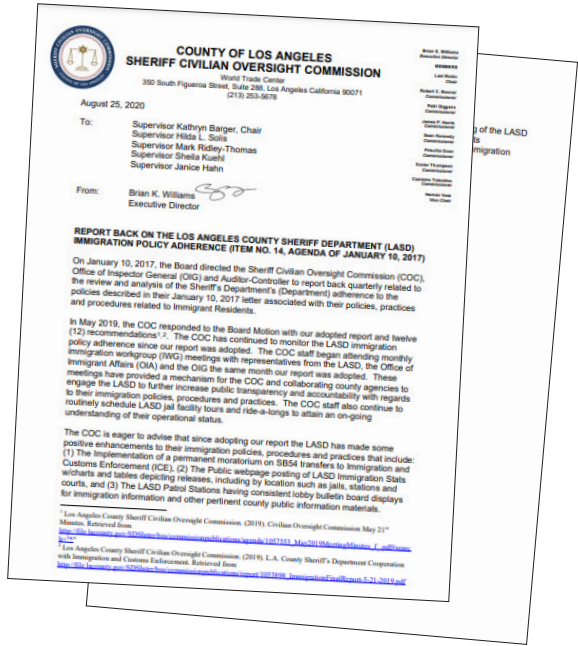 COUNTY OF LOS ANGELES
SHERIFF CIVILIAN OVERSIGHT COMMISSION
World Trade Center
350 South Figueroa Street, Suite 288, Los Angeles California 90071
(213) 253-5678
Brian K. Williams
Executive Director
MEMBERS
Lael Rubin
Chair
Robert C. Bonner
Commissioner
Patti Giggans
Commissioner
James P. Harris
Commissioner
Sean Kennedy
Commissioner
Priscilla Ocen
Commissioner
Xavier Thompson
Commissioner
Casimiro Tolentino
Commissioner
Hernán Vera
Vice Chair
August 25, 2020
To: Supervisor Kathryn Barger, Chair
Supervisor Hilda L. Solis
Supervisor Mark Ridley-Thomas
Supervisor Sheila Kuehl
Supervisor Janice Hahn
From: Brian K. Williams
Executive Director
REPORT BACK ON THE LOS ANGELES COUNTY SHERIFF DEPARTMENT (LASD)
IMMIGRATION POLICY ADHERENCE (ITEM NO. 14, AGENDA OF JANUARY 10, 2017)
On January 10, 2017, the Board directed the Sheriff Civilian Oversight Commission (COC),
Office of Inspector General (OIG) and Auditor-Controller to report back quarterly related to
the review and analysis of the Sheriff's Department's (Department) adherence to the
policies described in their January 10, 2017 letter associated with their policies, practices
and procedures related to Immigrant Residents.
In May 2019, the COC responded to the Board Motion with our adopted report and twelve
(12) recommendations1,2. The COC has continued to monitor the LASD immigration
policy adherence since our report was adopted. The COC staff began attending monthly
immigration workgroup (IWG) meetings with representatives from the LASD, the Office of
Immigrant Affairs (OIA) and the OIG the same month our report was adopted. These
meetings have provided a mechanism for the COC and collaborating county agencies to
engage the LASD to further increase public transparency and accountability with regards
to their immigration policies, procedures and practices. The COC staff also continue to
routinely schedule LASD jail facility tours and ride-a-longs to attain an on-going
understanding of their operational status.
The COC is eager to advise that since adopting our report the LASD has made some
positive enhancements to their immigration policies, procedures and practices that include:
(1) The Implementation of a permanent moratorium on SB54 transfers to Immigration and
Customs Enforcement (ICE), (2) The Public webpage posting of LASD Immigration Stats
w/charts and tables depicting releases, including by location such as jails, stations and
courts, and (3) The LASD Patrol Stations having consistent lobby bulletin board displays
for immigration information and other pertinent county public information materials.
1 Los Angeles County Sheriff Civilian Oversight Commission. (2019). Civilian Oversight Commission May 21st
Minutes. Retrieved from
2 Los Angeles County Sheriff Civilian Oversight Commission. (2019). L.A. County Sheriff's Department Cooperation
with Immigration and Customs Enforcement. Retrieved from
g of the LASD
ts
migration